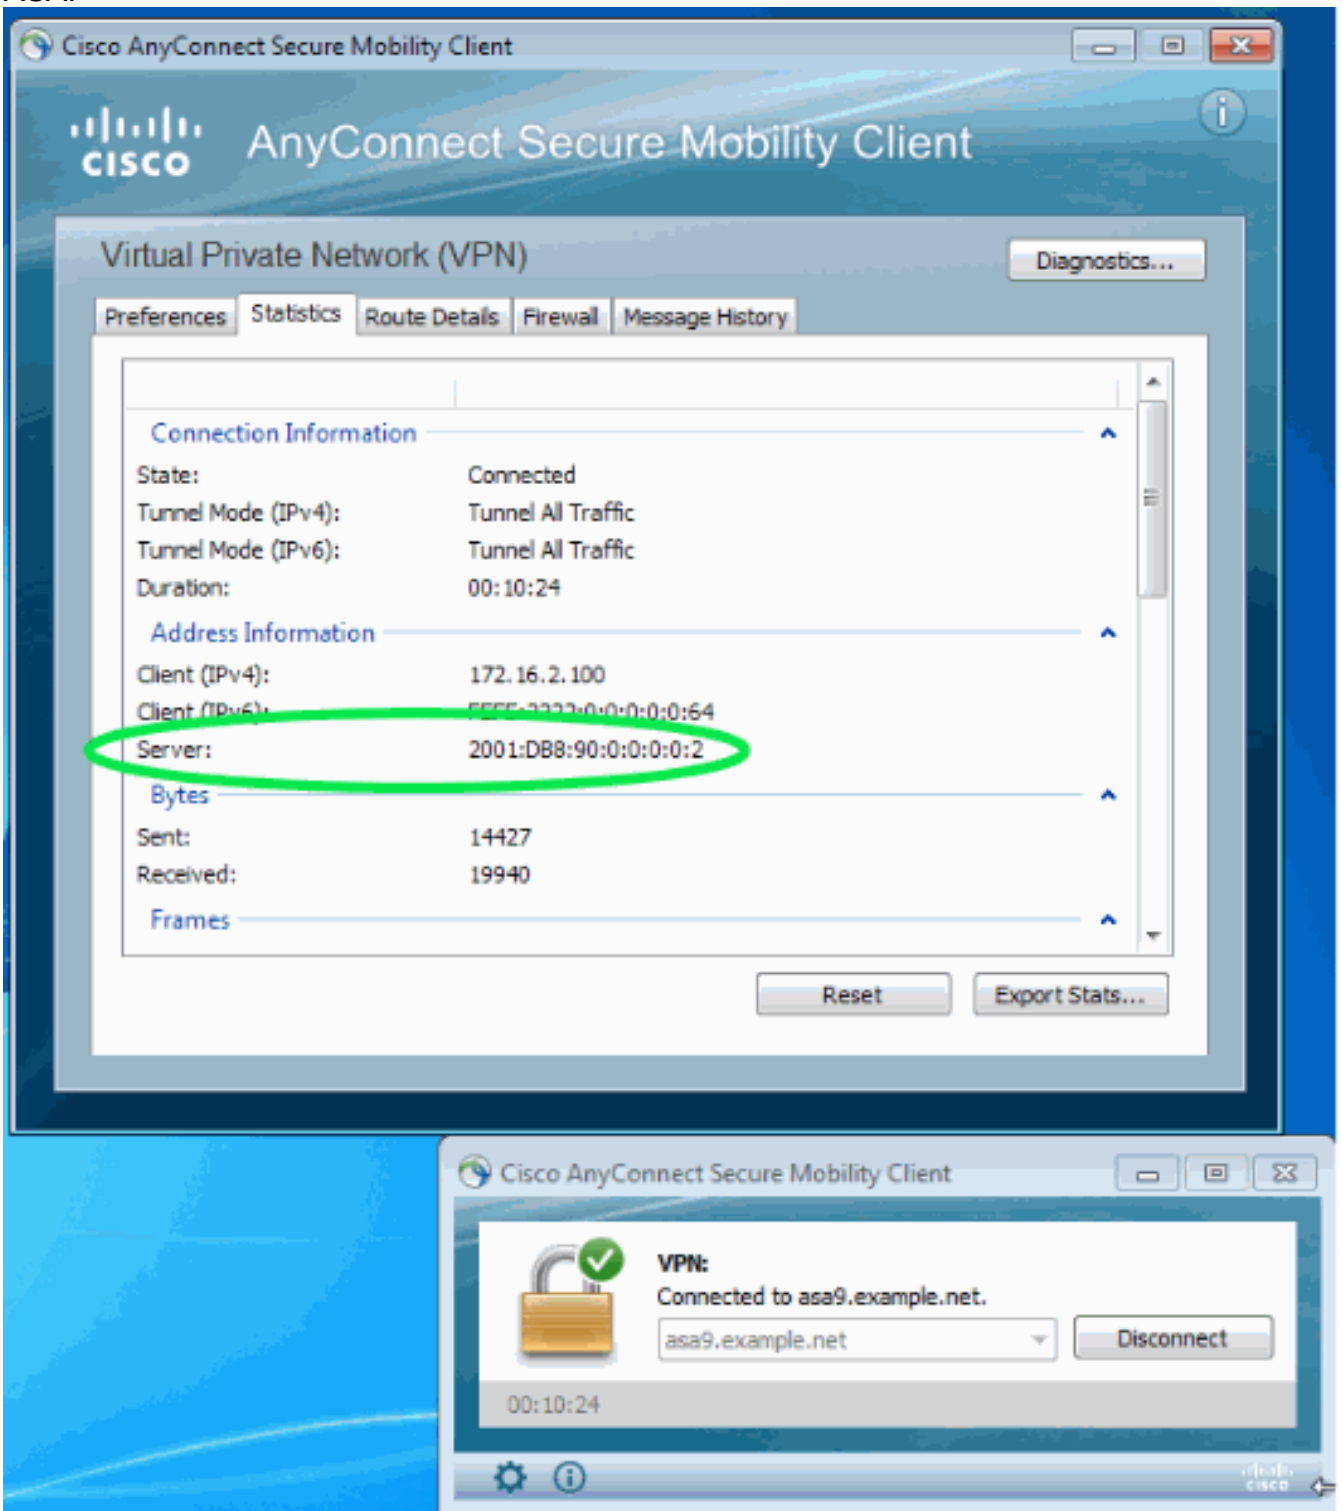 Cisco AnyConnect Secure Mobility Client
CISCO AnyConnect Secure Mobility Client
Virtual Private Network (VPN)
Diagnostics...
Preferences Statistics Route Details Firewall Message History
Connection Information
State: Connected
Tunnel Mode (IPv4): Tunnel All Traffic
Tunnel Mode (IPv6): Tunnel All Traffic
Duration: 00:10:24
Address Information
Client (IPv4): 172.16.2.100
Client (IPv6):
Server: 2001:DB8:90:0:0:0:0:2
Bytes
Sent: 14427
Received: 19940
Frames
Reset Export Stats...
Cisco AnyConnect Secure Mobility Client
VPN:
Connected to asa9.example.net.
asa9.example.net Disconnect
00:10:24
CISCO